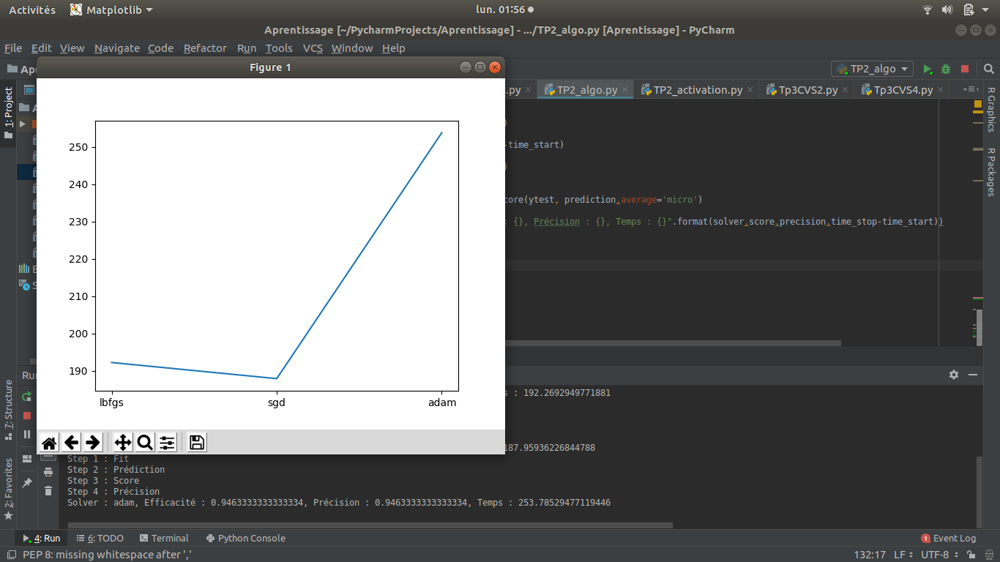 Activités Matplotlib lun. 01:56
Aprentissage [~/PycharmProjects/Aprentissage] - .../TP2_algo.py [Aprentissage] - PyCharm
File Edit View Navigate Code Refactor Run Tools VCS Window Help
Figure 1
TP2_algo
.py TP2_algo.py TP2_activation.py Tp3CVS2.py Tp3CVS4.py
1: Project
R Graphics
R Packages
-time_start)
core(ytest, prediction,average='micro')
: {}, Précision : {}, Temps : {}".format(solver,score,precision,time_stop-time_start))
250
240
230
220
210
200
190
lbfgs sgd adam
7: Structure
2: Favorites
s : 192.2692949771881
187.95936226844788
Step 1 : Fit
Step 2 : Prédiction
Step 3 : Score
Step 4 : Précision
Solver : adam, Efficacité : 0.9463333333333334, Précision : 0.9463333333333334, Temps : 253.78529477119446
4: Run 6: TODO Terminal Python Console 1 Event Log
PEP 8: missing whitespace after ',' 132:17 LF UTF-8